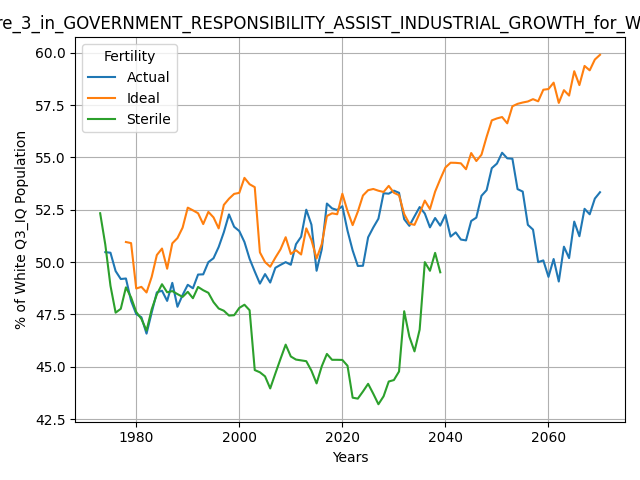 re_3_in_GOVERNMENT_RESPONSIBILITY_ASSIST_INDUSTRIAL_GROWTH_for_W
Fertility
Actual
Ideal
Sterile
% of White Q3_IQ Population
60.0
57.5
55.0
52.5
50.0
47.5
45.0
42.5
1980
2000
2020
2040
2060
Years